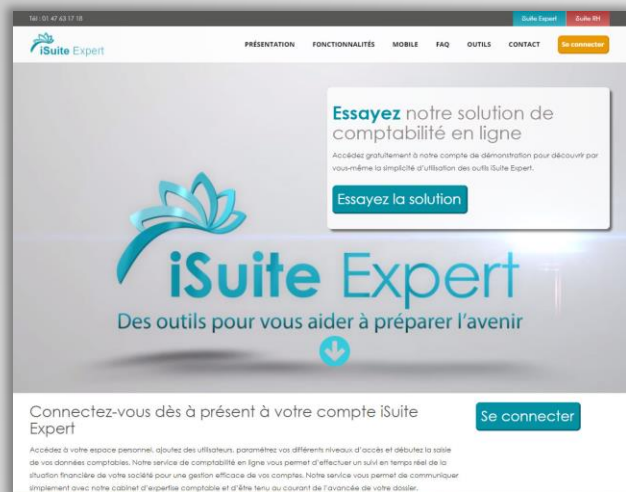 Tél : 01 47 63 17 18
iSuite Expert
iSuite RH
iSuite Expert
PRÉSENTATION
FONCTIONNALITÉS
MOBILE
FAQ
OUTILS
CONTACT
Se connecter
Essayez notre solution de
comptabilité en ligne
Accédez gratuitement à notre compte de démonstration pour découvrir par
vous-même la simplicité d'utilisation des outils iSuite Expert.
Essayez la solution
iSuite Expert
Des outils pour vous aider à préparer l'avenir
Connectez-vous dès à présent à votre compte iSuite
Expert
Se connecter
Accédez à votre espace personnel, ajoutez des utilisateurs, paramétrez vos différents niveaux d'accès et débutez la saisie
de vos données comptables. Notre service de comptabilité en ligne vous permet d'effectuer un suivi en temps réel de la
situation financière de votre société pour une gestion efficace de vos comptes. Notre service vous permet de communiquer
simplement avec notre cabinet d'expertise comptable et d'être tenu au courant de l'avancée de votre dossier.